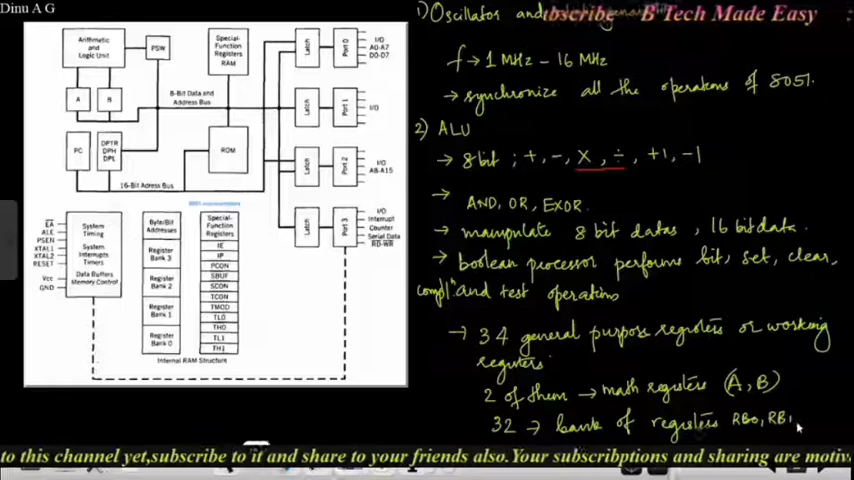 Dinu A G
Subscribe B Tech Made Easy
1) Oscillator and
f → 1 MHz - 16 MHz
→ synchronize all the operations of 8051.
2) ALU
→ 8 bit ; +, -, X, ÷, +1, -1
→ AND, OR, EXOR.
→ manipulate 8 bit datas, 16 bit data.
→ boolean processor performs bit, set, clear,
compl" and test operations
→ 34 general purpose registers or working
registers.
2 of them → math registers (A, B)
32 → bank of registers RB0, RB1
Arithmetic
and
Logic Unit
PSW
Special-
Function
Registers
RAM
Latch
Port 0
I/O
A0-A7
D0-D7
A
B
8-Bit Data and
Address Bus
Latch
Port 1
I/O
PC
DPTR
DPH
DPL
ROM
Latch
Port 2
I/O
A8-A15
16-Bit Adress Bus
Latch
Port 3
I/O
Interrupt
Counter
Serial Data
RD-WR
EA
ALE
PSEN
XTAL1
XTAL2
RESET
Vcc
GND
System
Timing
System
Interrupts
Timers
Data Buffers
Memory Control
Byte/Bit
Addresses
Register
Bank 3
Register
Bank 2
Register
Bank 1
Register
Bank 0
Special-
Function
Registers
IE
IP
PCON
SBUF
SCON
TCON
TMOD
TL0
TH0
TL1
TH1
Internal RAM Structure
to this channel yet,subscribe to it and share to your friends also.Your subscribptions and sharing are motiv